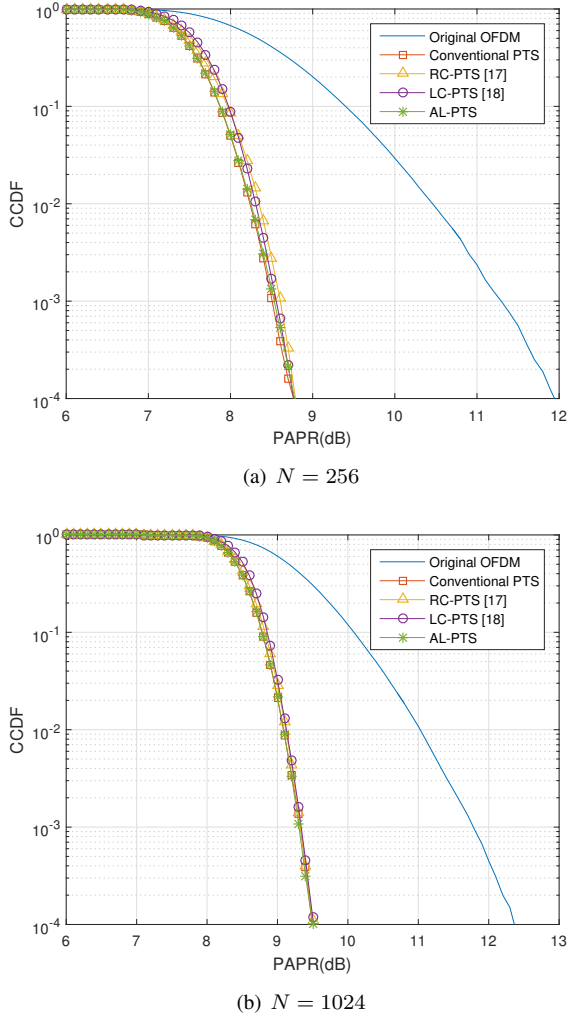 10^0
10^-1
10^-2
10^-3
10^-4
CCDF
6 7 8 9 10 11 12
PAPR(dB)
Original OFDM
Conventional PTS
RC-PTS [17]
LC-PTS [18]
AL-PTS
(a) N = 256
10^0
10^-1
10^-2
10^-3
10^-4
CCDF
6 7 8 9 10 11 12 13
PAPR(dB)
Original OFDM
Conventional PTS
RC-PTS [17]
LC-PTS [18]
AL-PTS
(b) N = 1024